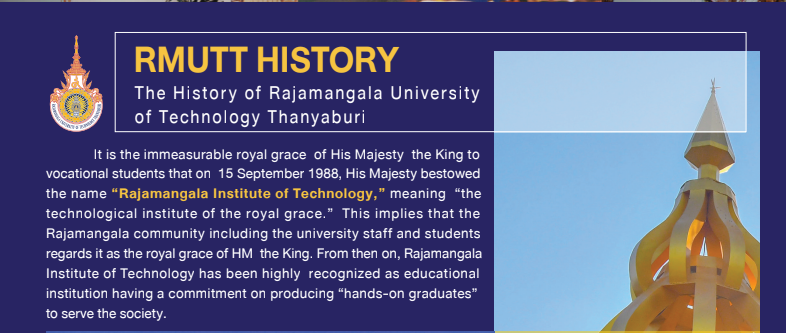 RMUTT HISTORY
The History of Rajamangala University
of Technology Thanyaburi
It is the immeasurable royal grace of His Majesty the King to
vocational students that on 15 September 1988, His Majesty bestowed
the name “Rajamangala Institute of Technology,” meaning “the
technological institute of the royal grace.” This implies that the
Rajamangala community including the university staff and students
regards it as the royal grace of HM the King. From then on, Rajamangala
Institute of Technology has been highly recognized as educational
institution having a commitment on producing “hands-on graduates”
to serve the society.